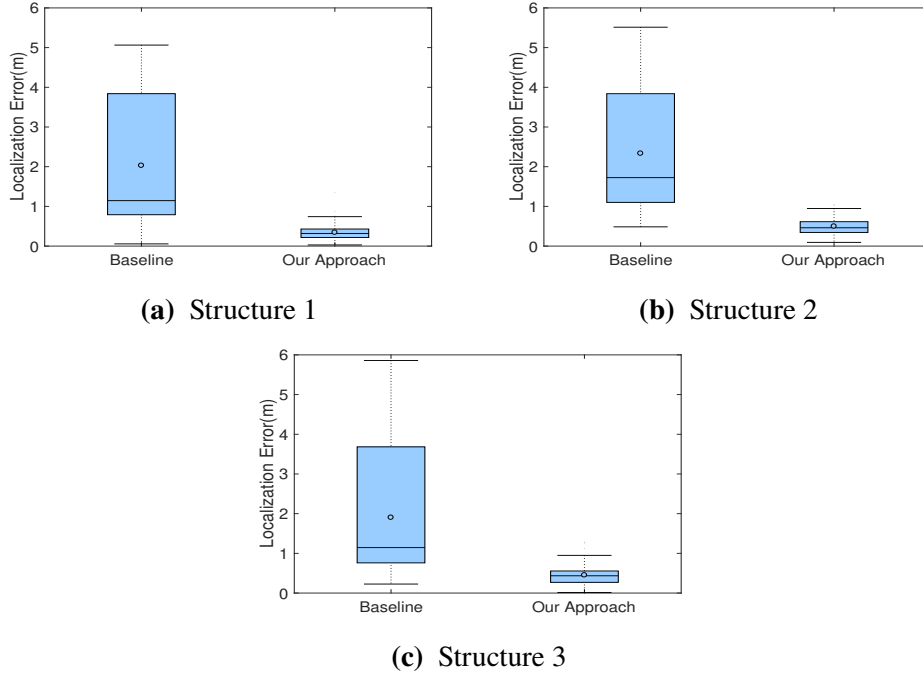 6
5
4
3
2
1
0
Localization Error(m)
Baseline Our Approach
(a) Structure 1
6
5
4
3
2
1
0
Localization Error(m)
Baseline Our Approach
(b) Structure 2
6
5
4
3
2
1
0
Localization Error(m)
Baseline Our Approach
(c) Structure 3